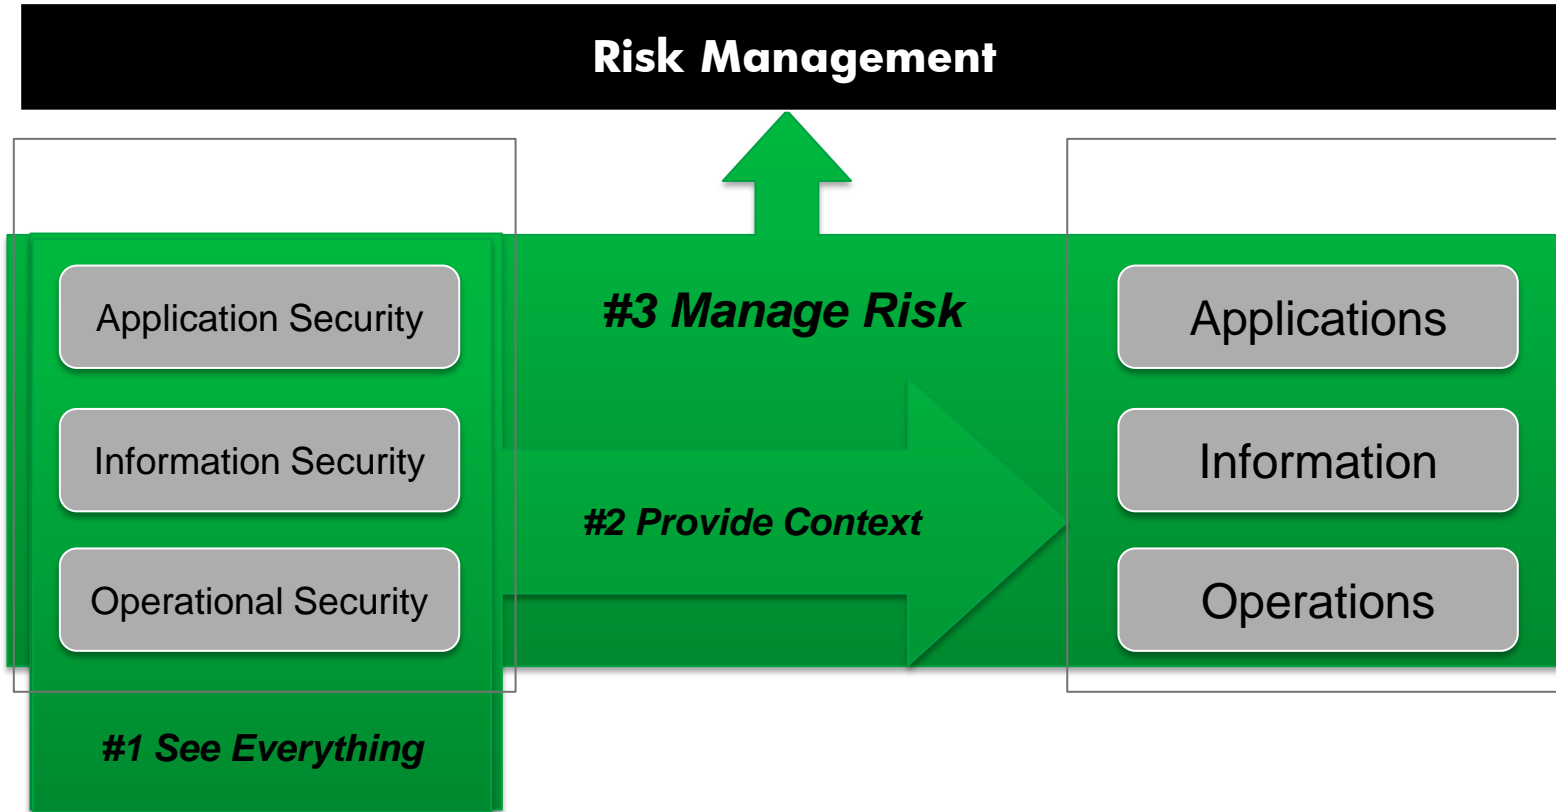 Risk Management
Application Security
Information Security
Operational Security
#1 See Everything
#3 Manage Risk
#2 Provide Context
Applications
Information
Operations